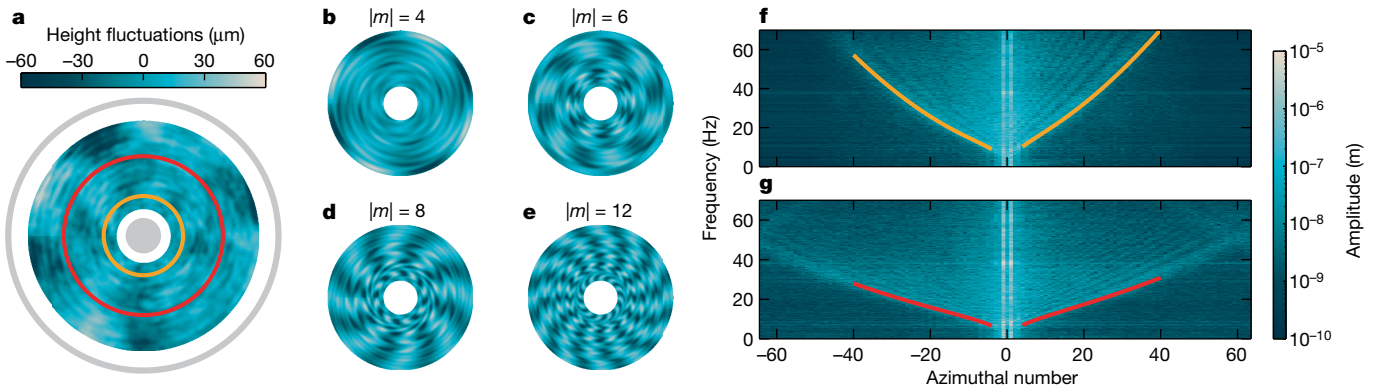 a
Height fluctuations (μm)
−60 −30 0 30 60
b |m| = 4
c |m| = 6
d |m| = 8
e |m| = 12
f
60
40
20
0
g
60
40
20
0
Frequency (Hz)
−60 −40 −20 0 20 40 60
Azimuthal number
10⁻⁵
10⁻⁶
10⁻⁷
10⁻⁸
10⁻⁹
10⁻¹⁰
Amplitude (m)